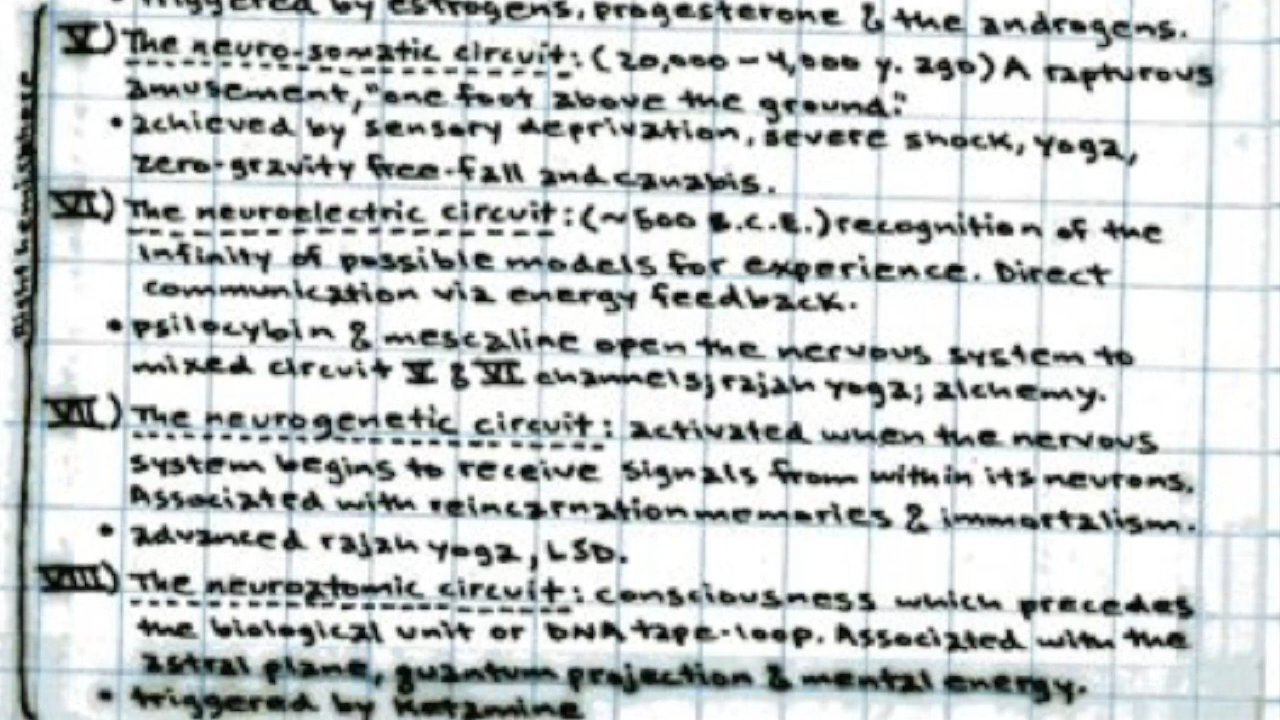 • triggered by estrogens, progesterone & the androgens.
V) The neuro-somatic circuit: (20,000 - 4,000 y. ago) A rapturous
amusement, "one foot above the ground."
• achieved by sensory deprivation, severe shock, yoga,
zero-gravity free-fall and canabis.
VI) The neuroelectric circuit: (~500 B.C.E.) recognition of the
infinity of possible models for experience. Direct
communication via energy feedback.
• psilocybin & mescaline open the nervous system to
mixed circuit V & VI channels; rajah yoga; alchemy.
VII) The neurogenetic circuit: activated when the nervous
system begins to receive signals from within its neurons.
Associated with reincarnation memories & immortalism.
• advanced rajah yoga, LSD.
VIII) The neuroatomic circuit: consciousness which precedes
the biological unit or DNA tape-loop. Associated with the
astral plane, quantum projection & mental energy.
• triggered by Ketamine
Right hemisphere